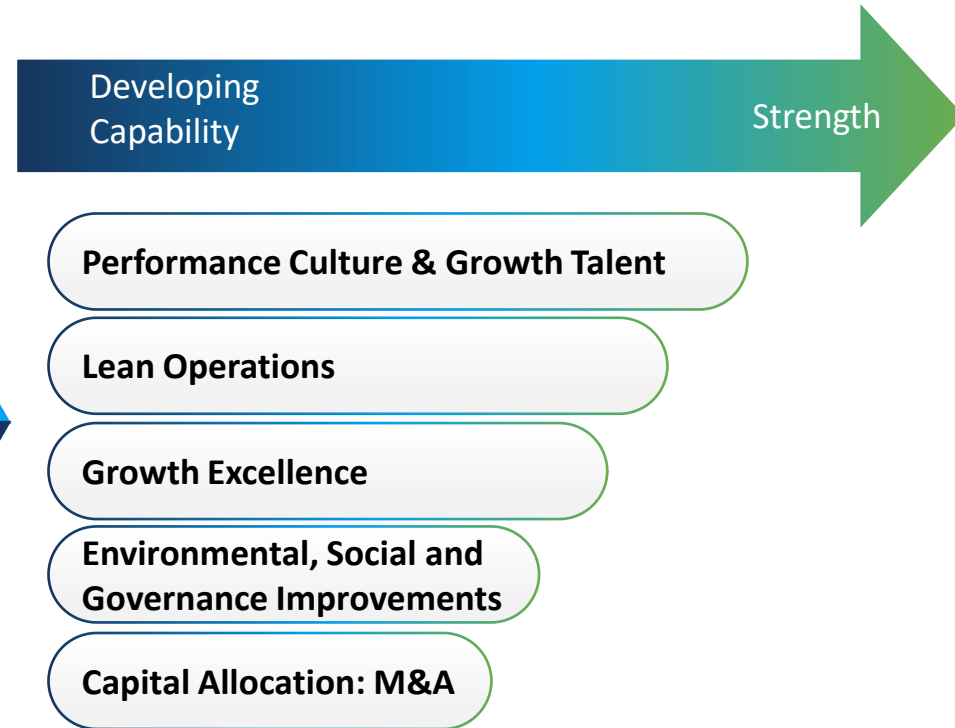 Developing
Capability
Strength
Performance Culture & Growth Talent
Lean Operations
Growth Excellence
Environmental, Social and
Governance Improvements
Capital Allocation: M&A